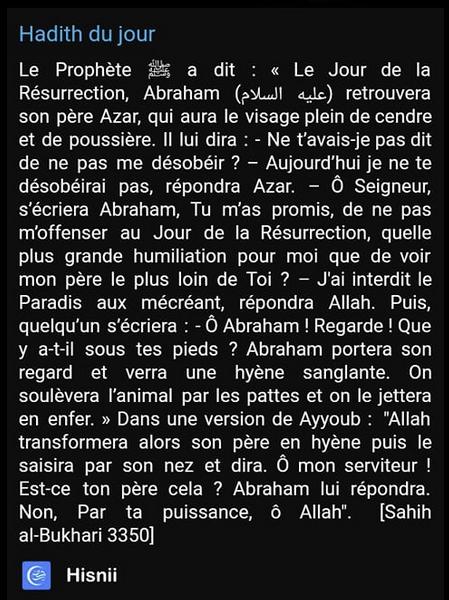 Hadith du jour
Le Prophète ﷺ a dit : « Le Jour de la
Résurrection, Abraham (عليه السلام) retrouvera
son père Azar, qui aura le visage plein de cendre
et de poussière. Il lui dira : - Ne t’avais-je pas dit
de ne pas me désobéir ? – Aujourd’hui je ne te
désobéirai pas, répondra Azar. – Ô Seigneur,
s’écriera Abraham, Tu m’as promis, de ne pas
m’offenser au Jour de la Résurrection, quelle
plus grande humiliation pour moi que de voir
mon père le plus loin de Toi ? – J'ai interdit le
Paradis aux mécréant, répondra Allah. Puis,
quelqu’un s’écriera : - Ô Abraham ! Regarde ! Que
y a-t-il sous tes pieds ? Abraham portera son
regard et verra une hyène sanglante. On
soulèvera l’animal par les pattes et on le jettera
en enfer. » Dans une version de Ayyoub : "Allah
transformera alors son père en hyène puis le
saisira par son nez et dira. Ô mon serviteur !
Est-ce ton père cela ? Abraham lui répondra.
Non, Par ta puissance, ô Allah". [Sahih
al-Bukhari 3350]
Hisnii